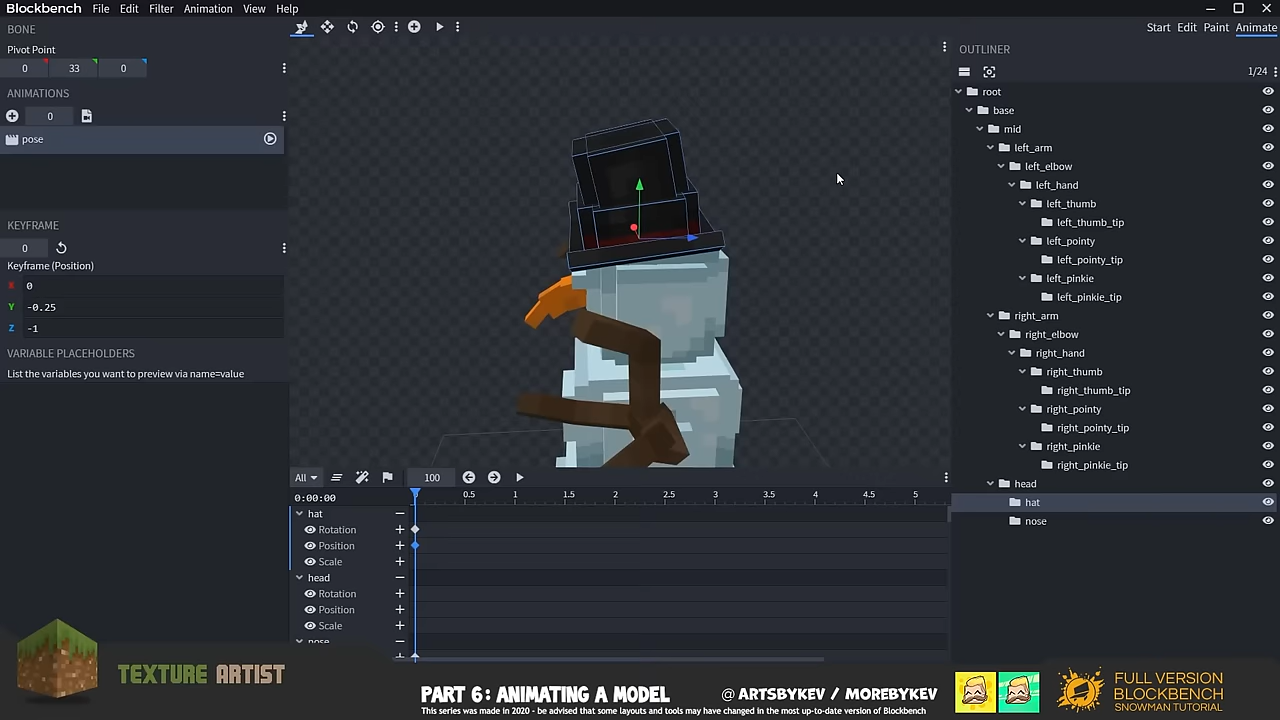 Blockbench File Edit Filter Animation View Help
Start Edit Paint Animate
BONE
Pivot Point
0 33 0
ANIMATIONS
0
pose
KEYFRAME
0
Keyframe (Position)
X 0
Y -0.25
Z -1
VARIABLE PLACEHOLDERS
List the variables you want to preview via name=value
OUTLINER
1/24
root
base
mid
left_arm
left_elbow
left_hand
left_thumb
left_thumb_tip
left_pointy
left_pointy_tip
left_pinkie
left_pinkie_tip
right_arm
right_elbow
right_hand
right_thumb
right_thumb_tip
right_pointy
right_pointy_tip
right_pinkie
right_pinkie_tip
head
hat
nose
All 100
0:00:00 0.5 1 1.5 2 2.5 3 3.5 4 4.5 5
hat
Rotation
Position
Scale
head
Rotation
Position
Scale
nose
TEXTURE ARTIST
PART 6: ANIMATING A MODEL @ARTSBYKEV / MOREBYKEV
This series was made in 2020 - be advised that some layouts and tools may have changed in the most up-to-date version of Blockbench
FULL VERSION
BLOCKBENCH
SNOWMAN TUTORIAL